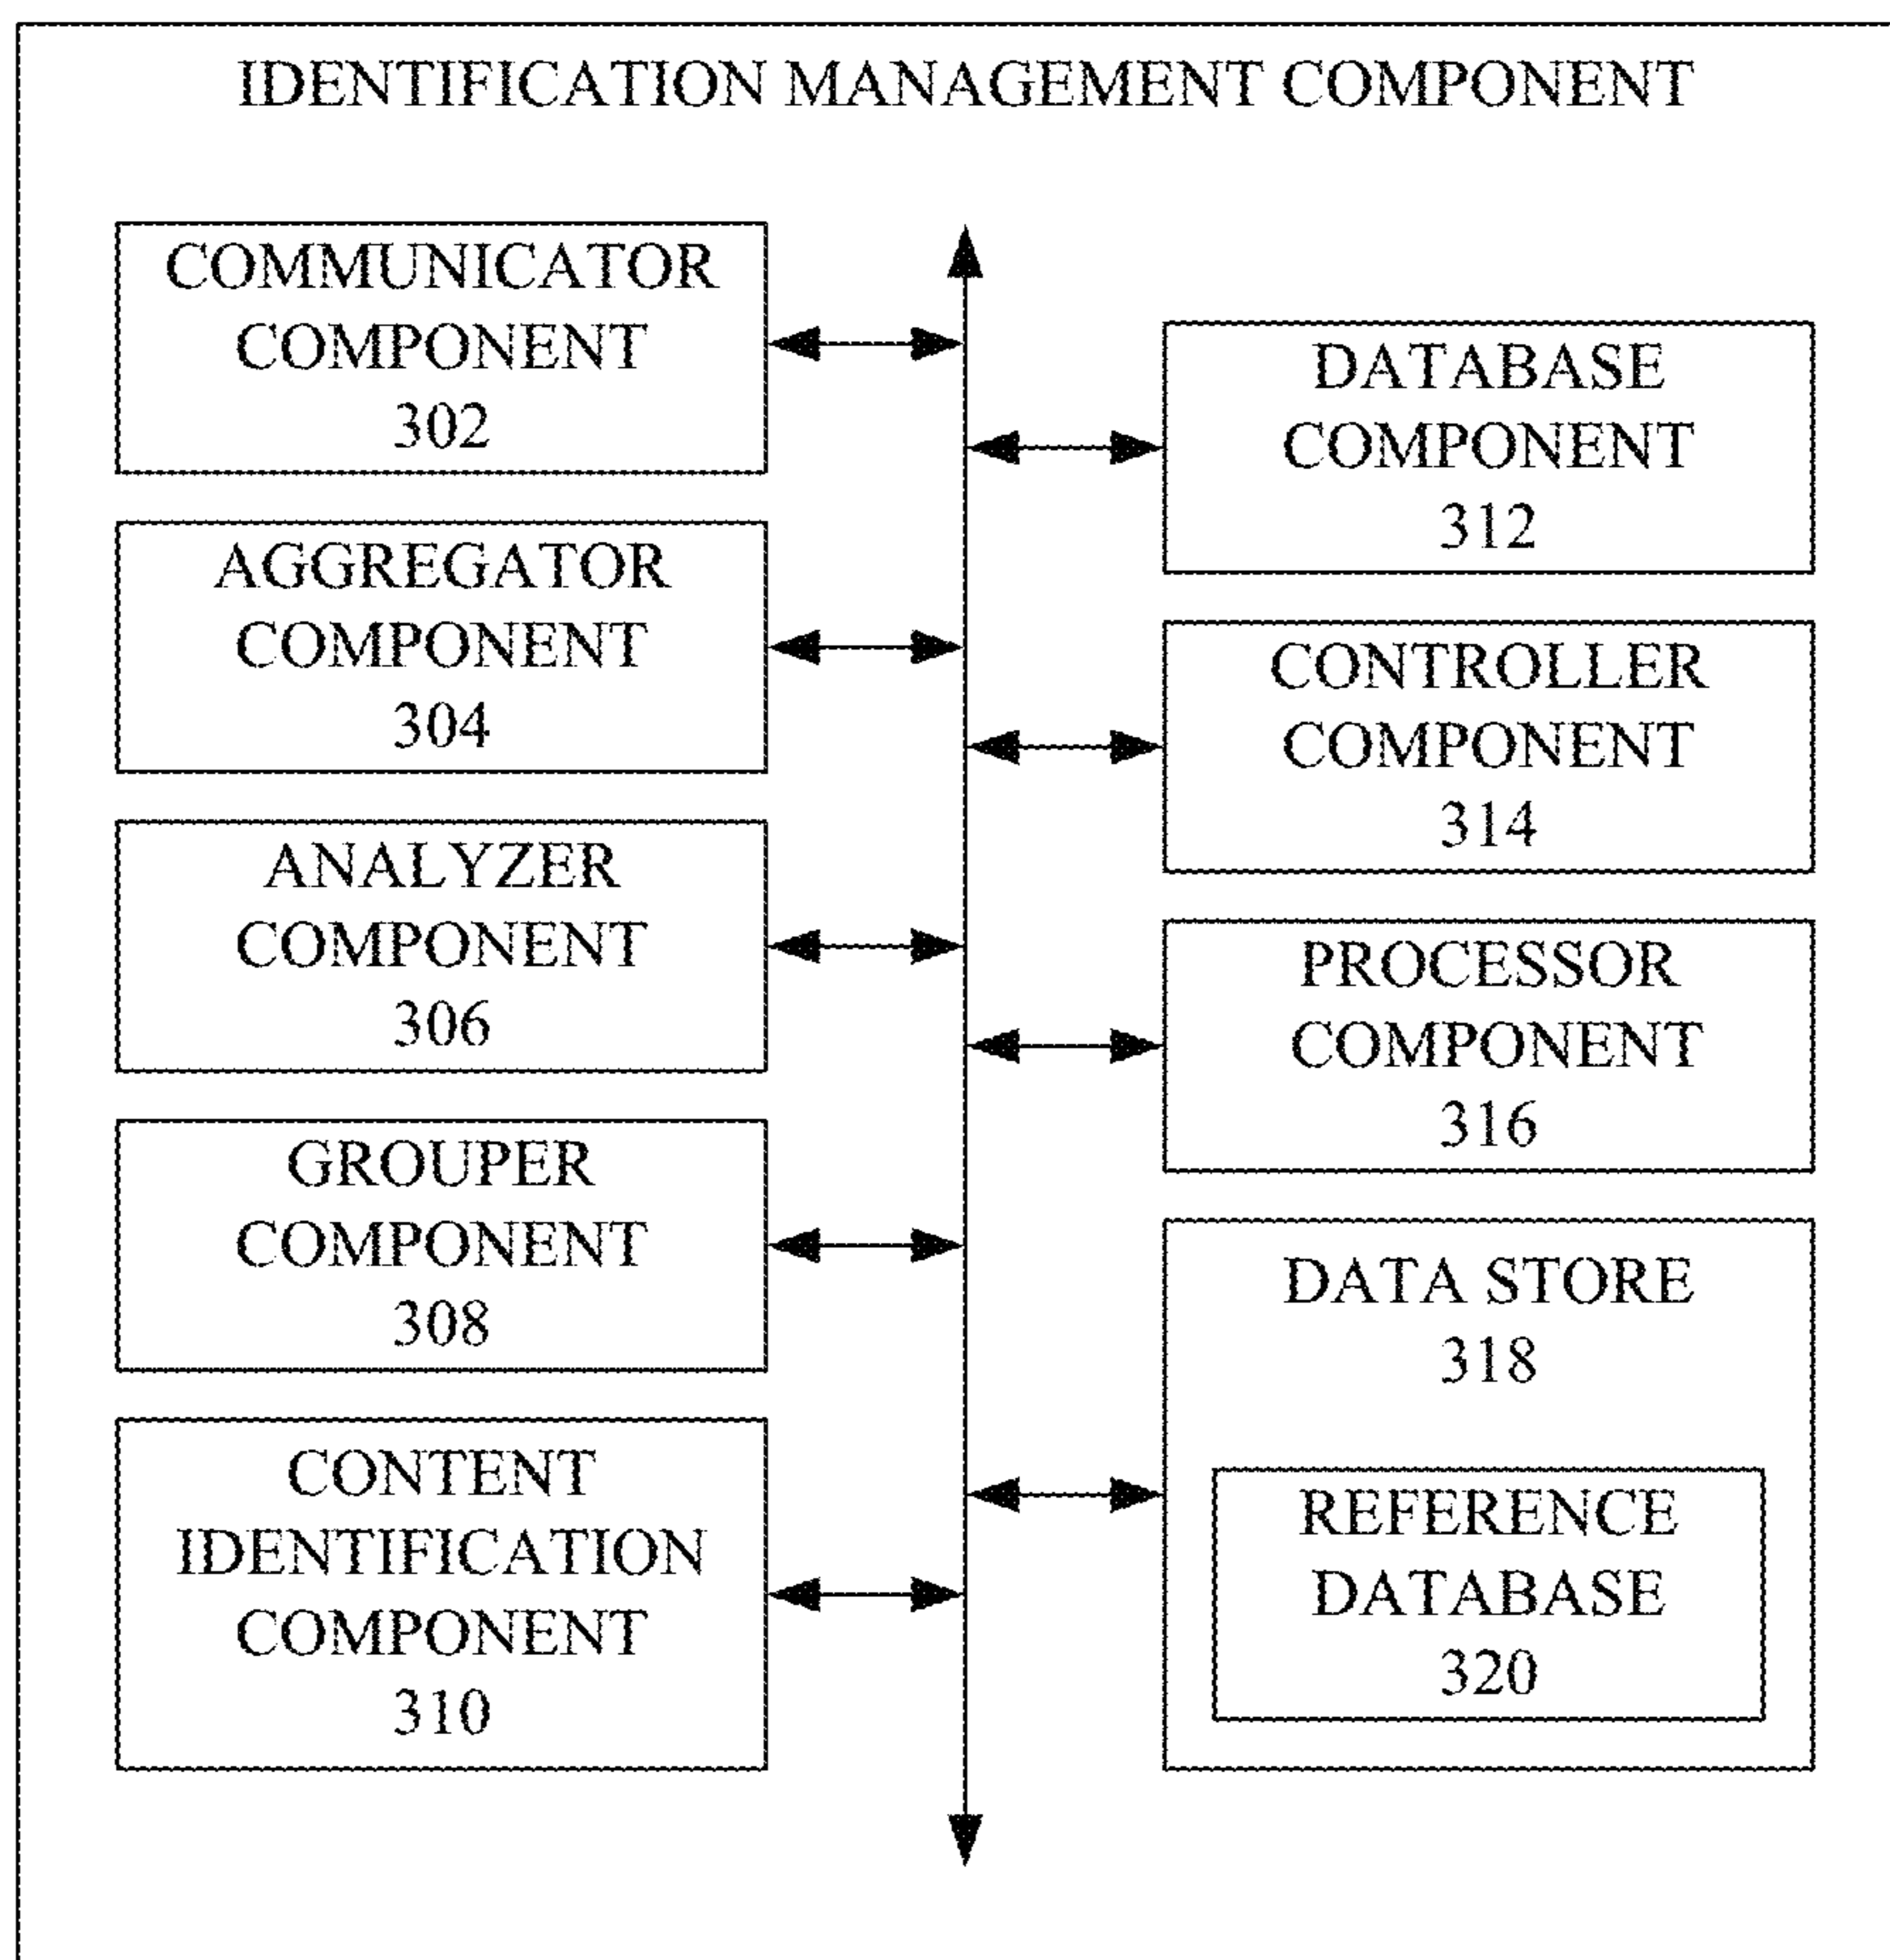 IDENTIFICATION MANAGEMENT COMPONENT
COMMUNICATOR
COMPONENT
302
AGGREGATOR
COMPONENT
304
ANALYZER
COMPONENT
306
GROUPER
COMPONENT
308
CONTENT
IDENTIFICATION
COMPONENT
310
DATABASE
COMPONENT
312
CONTROLLER
COMPONENT
314
PROCESSOR
COMPONENT
316
DATA STORE
318
REFERENCE
DATABASE
320